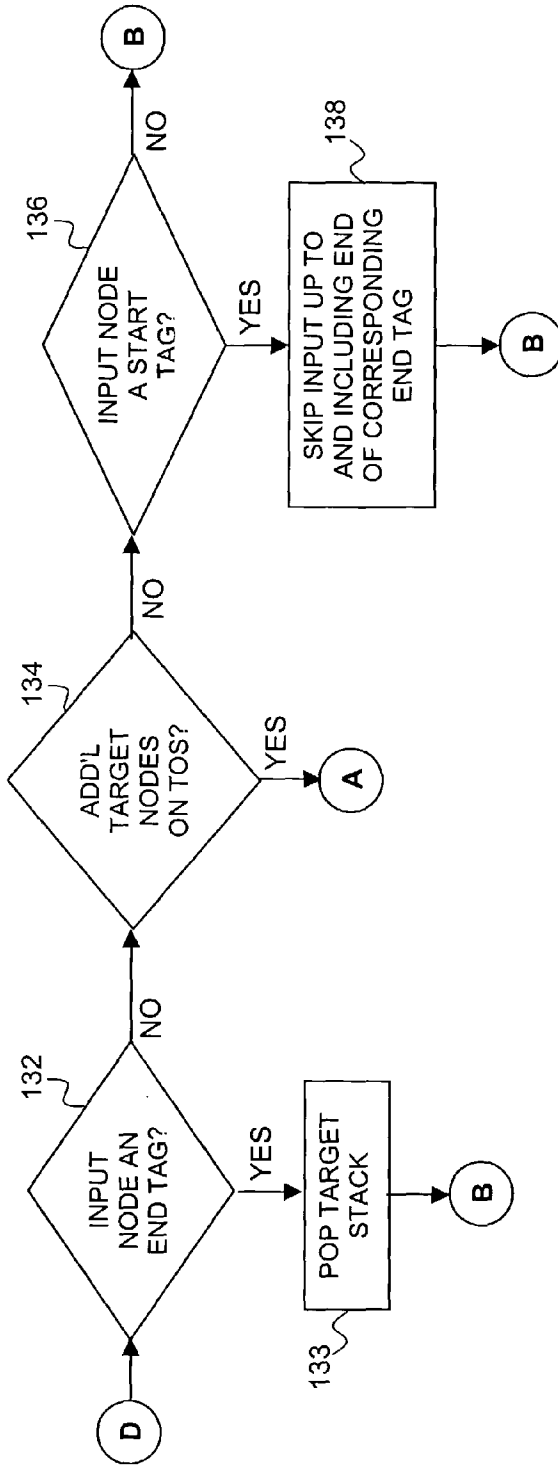 D
132
INPUT
NODE AN
END TAG?
NO
YES
133
POP TARGET
STACK
B
134
ADD'L
TARGET
NODES
ON TOS?
NO
YES
A
136
INPUT NODE
A START
TAG?
NO
B
YES
138
SKIP INPUT UP TO
AND INCLUDING END
OF CORRESPONDING
END TAG
B